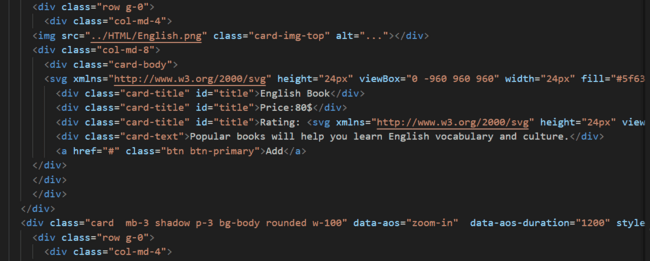 <div class="row g-0">
<div class="col-md-4">
<img src="../HTML/English.png" class="card-img-top" alt="..."></div>
<div class="col-md-8">
<div class="card-body">
<svg xmlns="http://www.w3.org/2000/svg" height="24px" viewBox="0 -960 960 960" width="24px" fill="#5f63
<div class="card-title" id="title">English Book</div>
<div class="card-title" id="title">Price:80$</div>
<div class="card-title" id="title">Rating: <svg xmlns="http://www.w3.org/2000/svg" height="24px" view
<div class="card-text">Popular books will help you learn English vocabulary and culture.</div>
<a href="#" class="btn btn-primary">Add</a>
</div>
</div>
</div>
</div>
<div class="card  mb-3 shadow p-3 bg-body rounded w-100" data-aos="zoom-in"  data-aos-duration="1200" style
<div class="row g-0">
<div class="col-md-4">